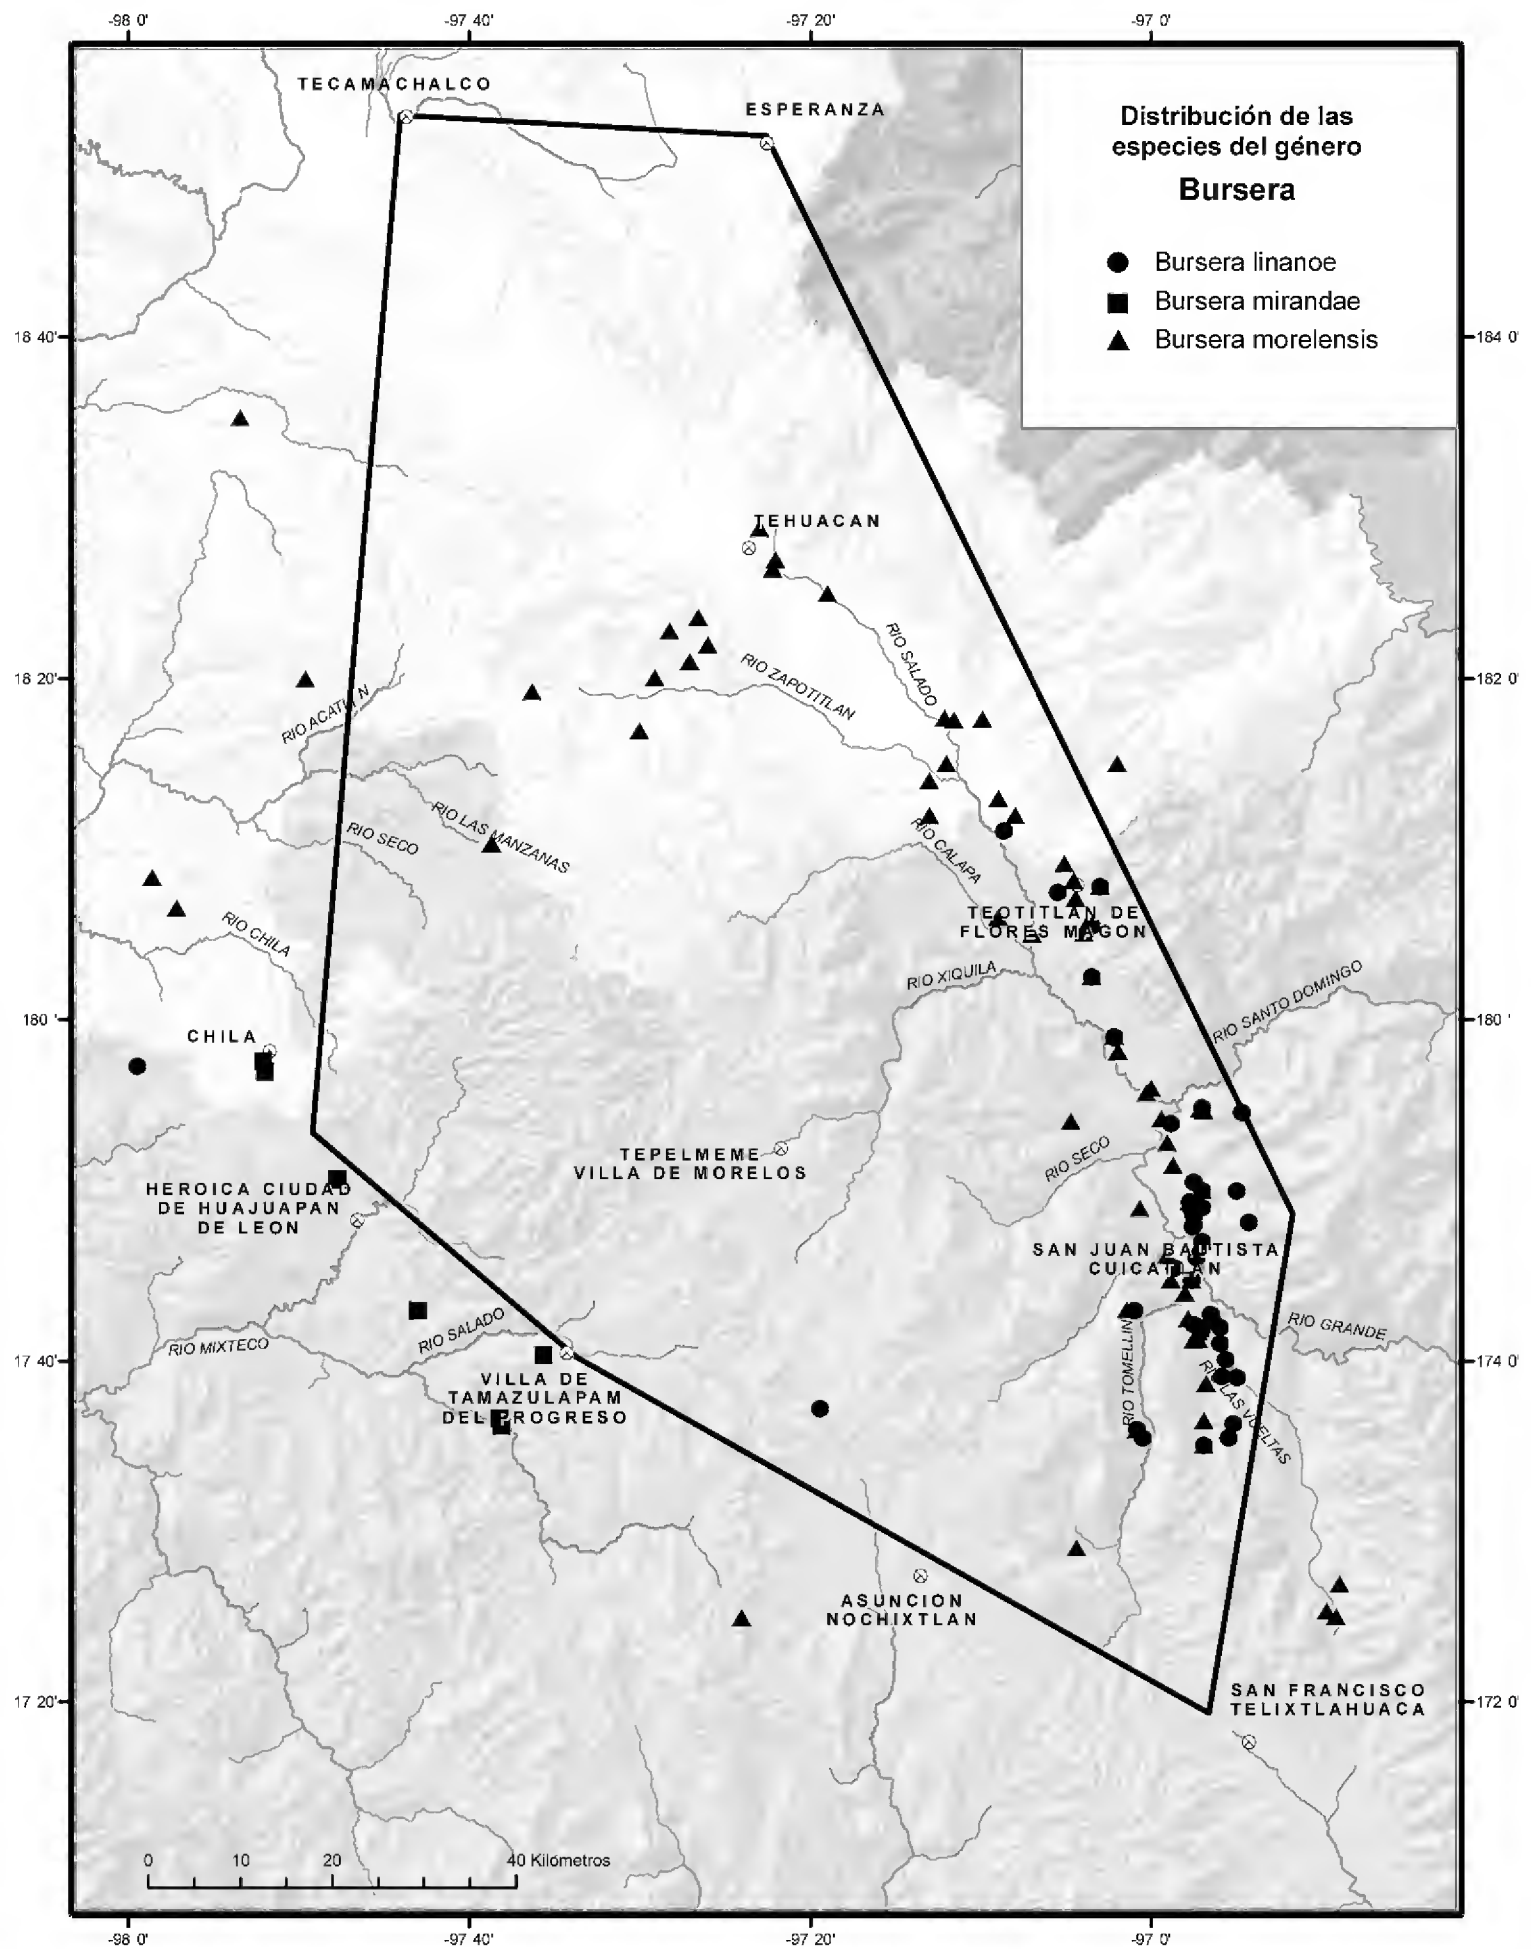 -98 0'
-97 40'
-97 20'
-97 0'
TECAMACHALCO
ESPERANZA
Distribución de las
especies del género
Bursera
Bursera linanoe
Bursera mirandae
Bursera morelensis
18 40'
184 0'
TEHUACAN
RIO SALADO
RIO ZAPOTITLAN
18 20'
182 0'
RIO ACATL N
RIO LAS MANZANAS
RIO SECO
RIO CALAPA
TEOTITLAN DE
FLORES MAGON
RIO CHILA
RIO XIQUILA
RIO SANTO DOMINGO
180 '
180 '
CHILA
TEPELMEME
VILLA DE MORELOS
RIO SECO
HEROICA CIUDAD
DE HUAJUAPAN
DE LEON
SAN JUAN BAUTISTA
CUICATLAN
RIO GRANDE
RIO MIXTECO
RIO SALADO
RIO TOMELLIN
17 40'
174 0'
RIO LAS VUELTAS
VILLA DE
TAMAZULAPAM
DEL PROGRESO
ASUNCION
NOCHIXTLAN
17 20'
172 0'
SAN FRANCISCO
TELIXTLAHUACA
0 10 20 40 Kilómetros
-98 0'
-97 40'
-97 20'
-97 0'